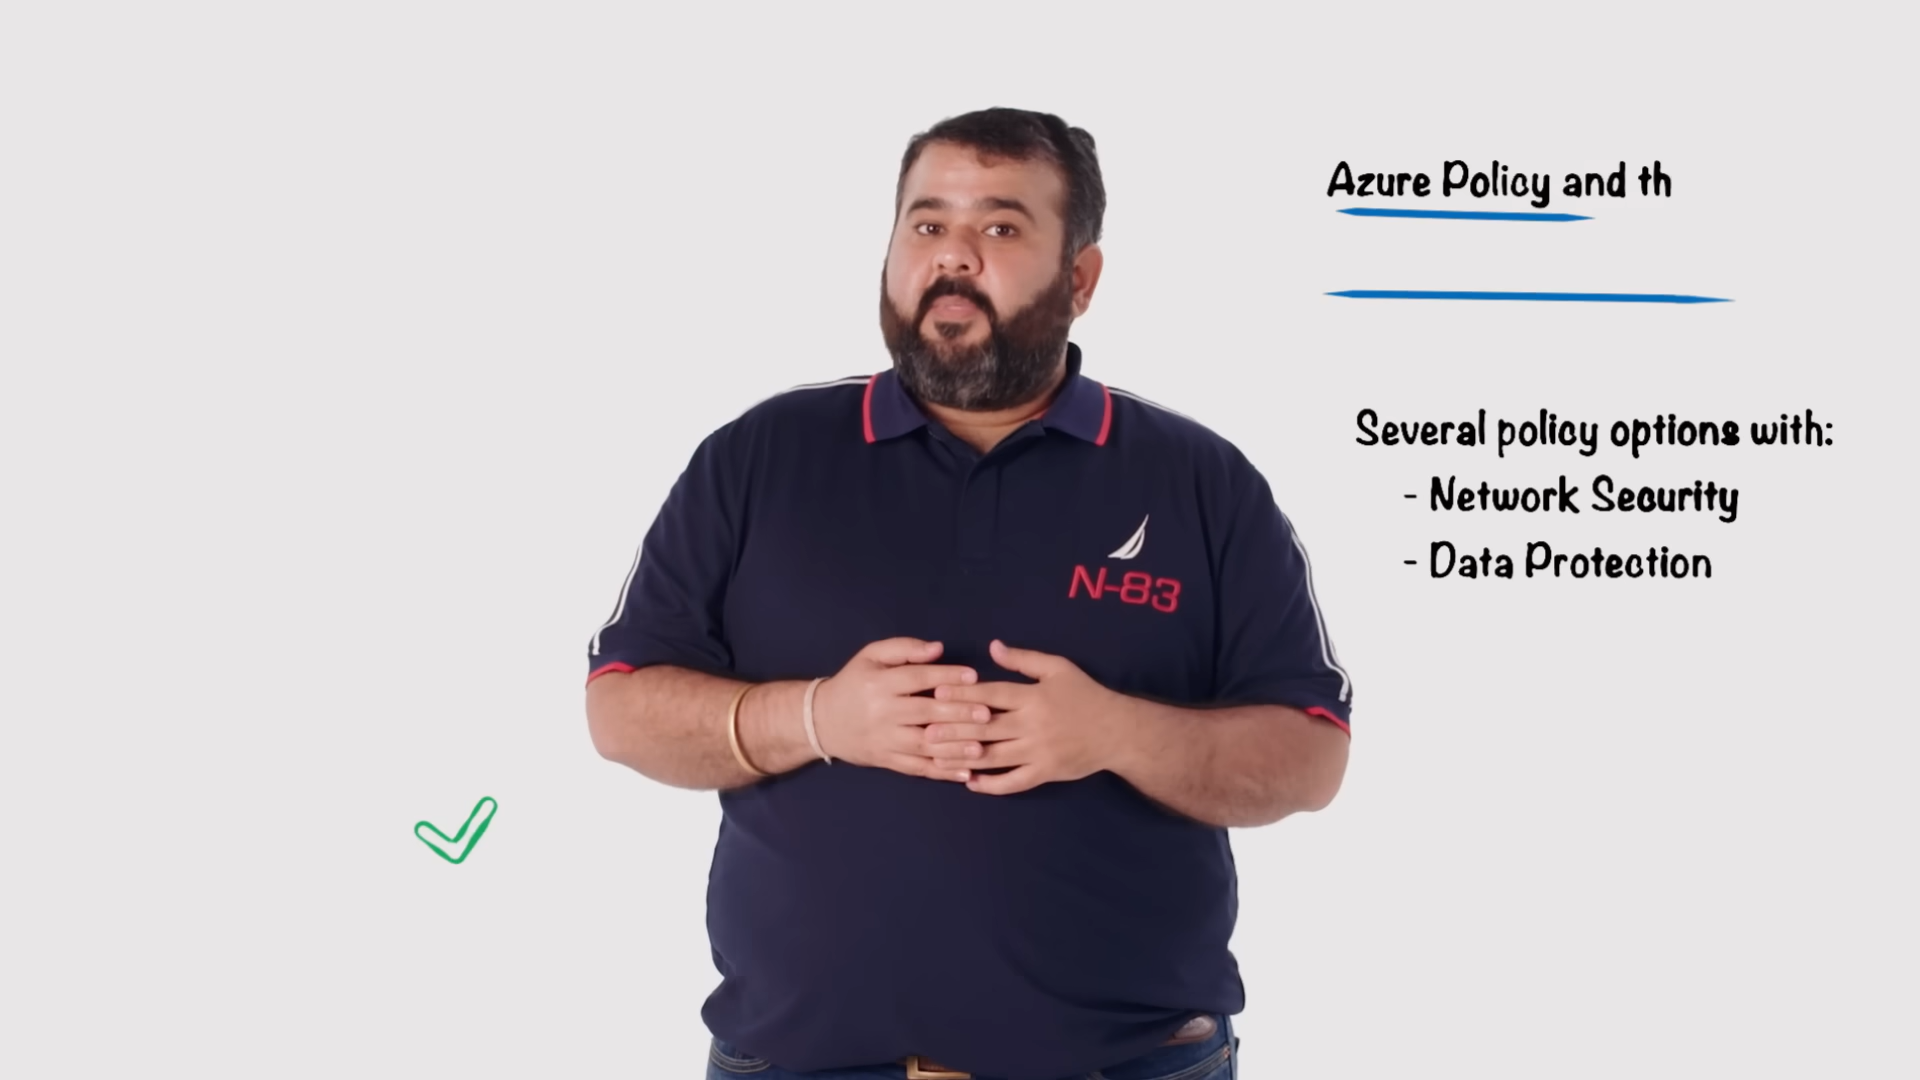 Azure Policy and th
Several policy options with:
- Network Security
- Data Protection
N-83